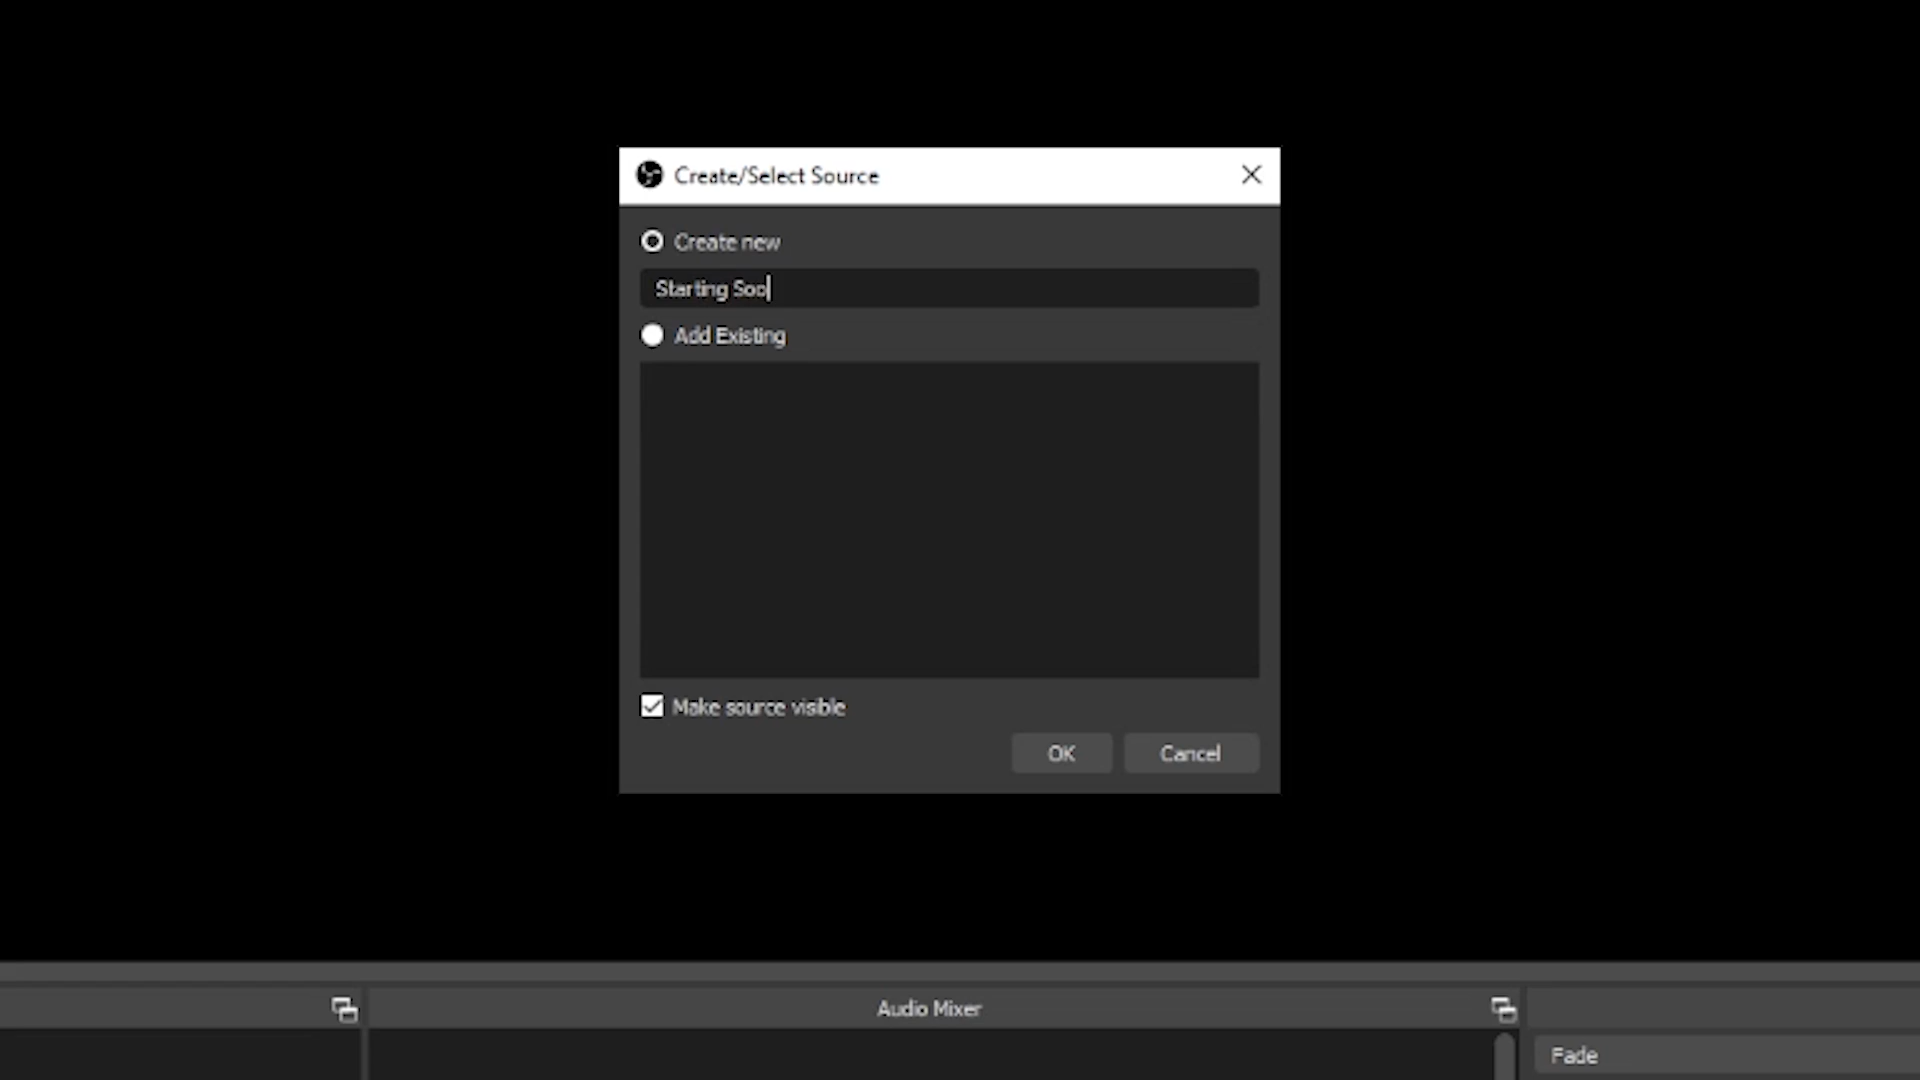 Create/Select Source
Create new
Starting Soo
Add Existing
Make source visible
OK
Cancel
Audio Mixer
Fade